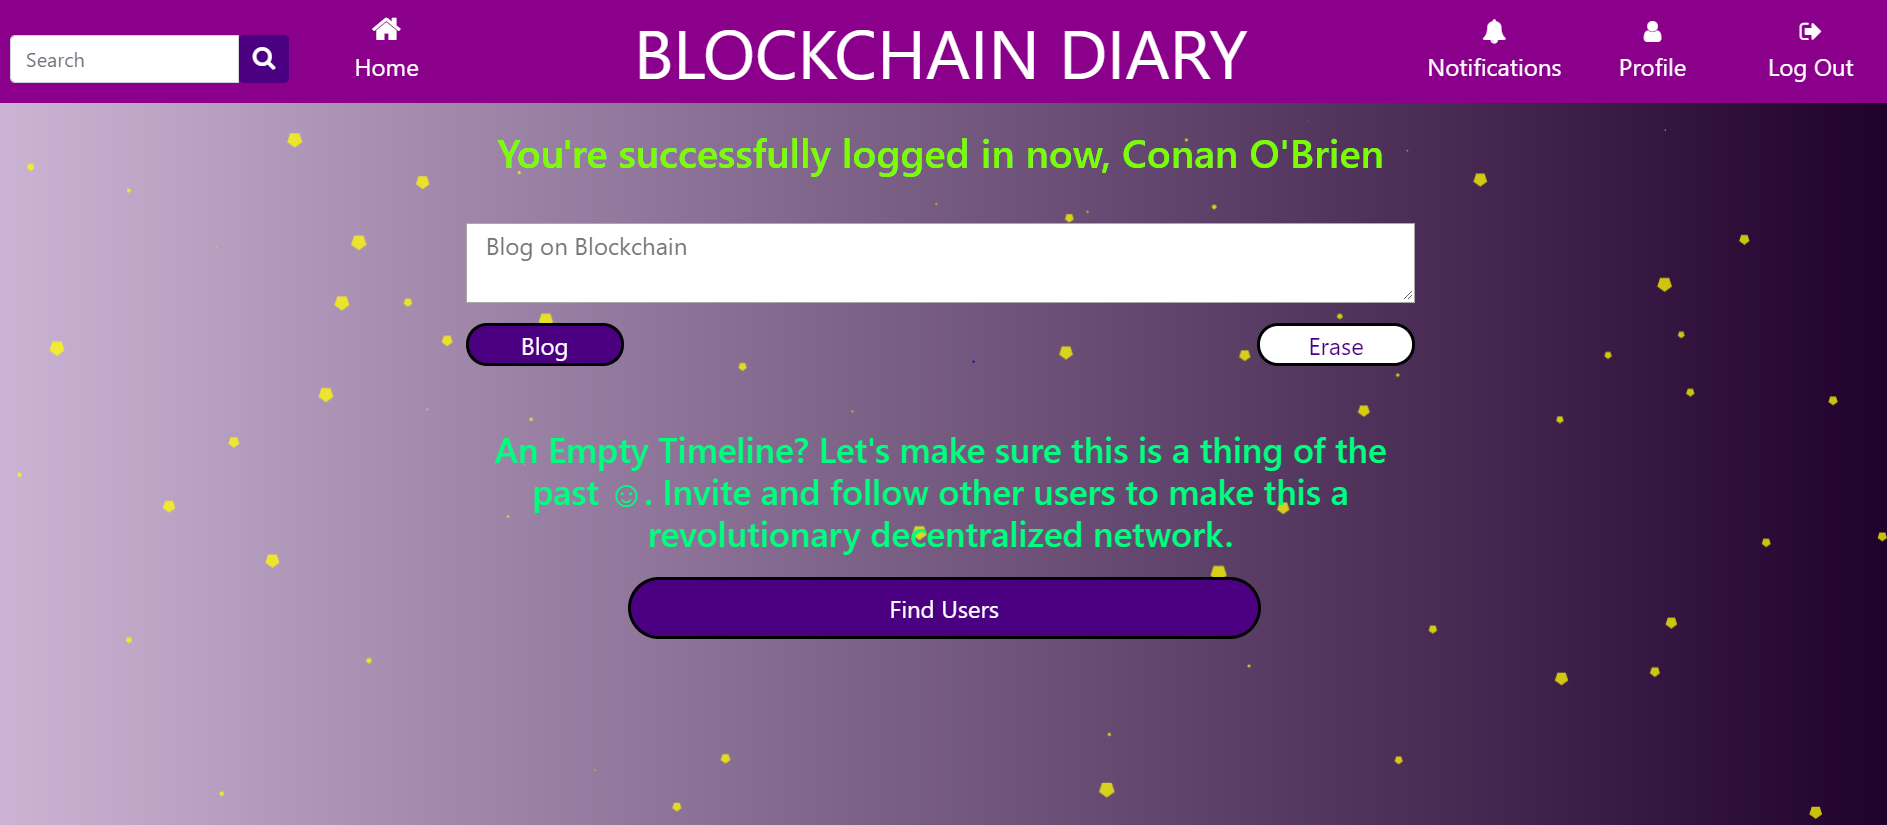 Search
Home
BLOCKCHAIN DIARY
Notifications
Profile
Log Out
You're successfully logged in now, Conan O'Brien
Blog on Blockchain
Blog
Erase
An Empty Timeline? Let's make sure this is a thing of the
past ☺. Invite and follow other users to make this a
revolutionary decentralized network.
Find Users